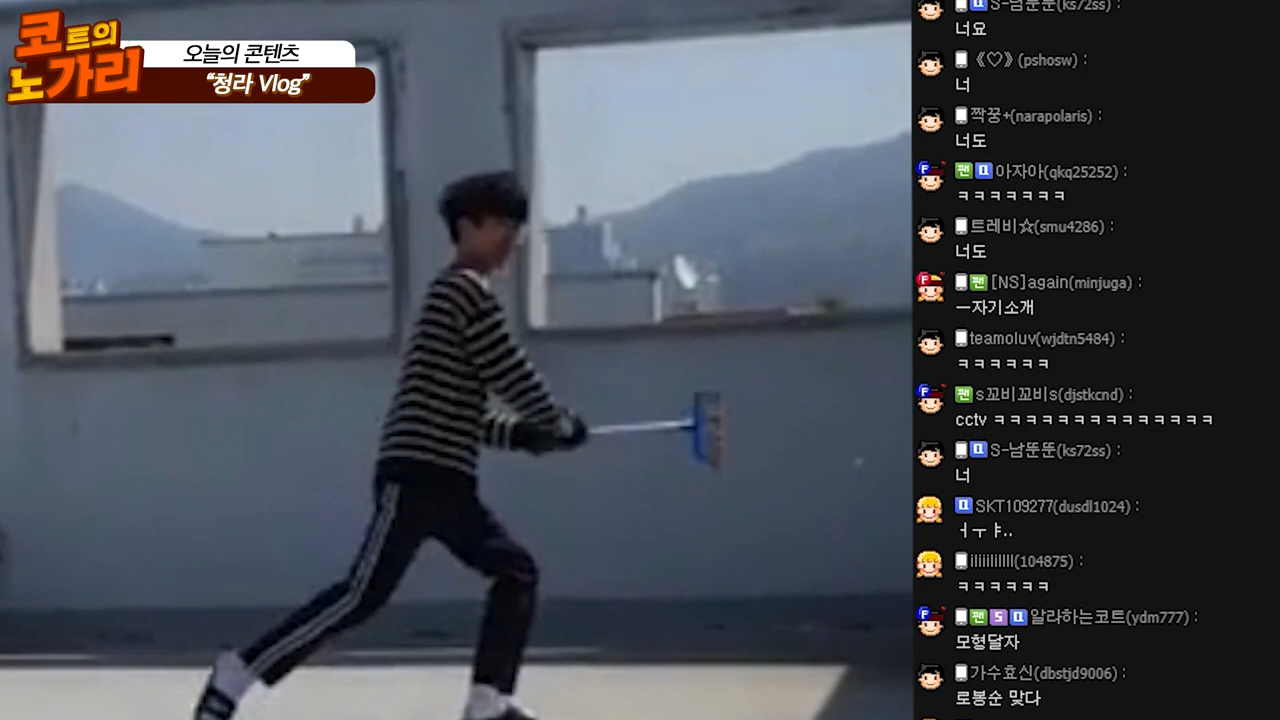 코트의
노가리
오늘의 콘텐츠
“청라 Vlog”
S-남뚠뚠(ks72ss) :
너요
《♡》(pshosw) :
너
짝꿍+(narapolaris) :
너도
팬 아자아(qkq25252) :
ㅋㅋㅋㅋㅋㅋㅋ
트레비☆(smu4286) :
너도
팬 [NS]again(minjuga) :
ㅡ자기소개
teamoluv(wjdtn5484) :
ㅋㅋㅋㅋㅋㅋ
팬 s꼬비꼬비s(djstkcnd) :
cctv ㅋㅋㅋㅋㅋㅋㅋㅋㅋㅋㅋㅋㅋㅋ
S-남뚠뚠(ks72ss) :
너
SKT109277(dusdl1024) :
ㅓㅜㅑ..
iiiiiiiiiii(104875) :
ㅋㅋㅋㅋㅋㅋ
팬 S 알라하는코트(ydm777) :
모형달자
가수효신(dbstjd9006) :
로봉순 맞다